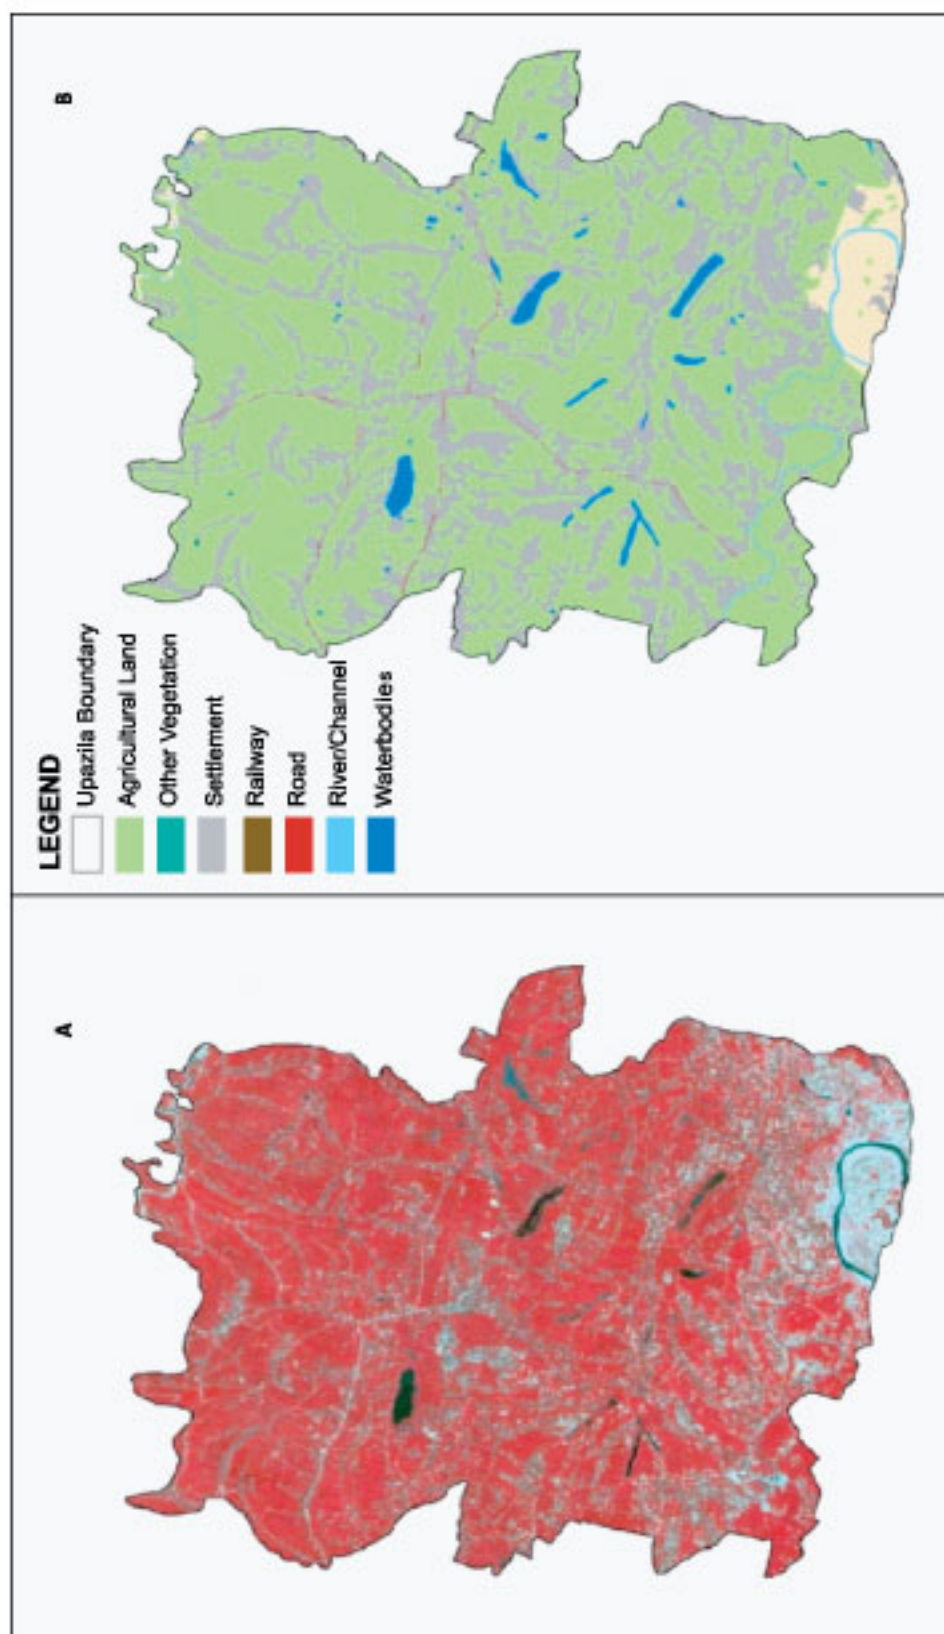 A
B
LEGEND
Upazila Boundary
Agricultural Land
Other Vegetation
Settlement
Railway
Road
River/Channel
Waterbodies